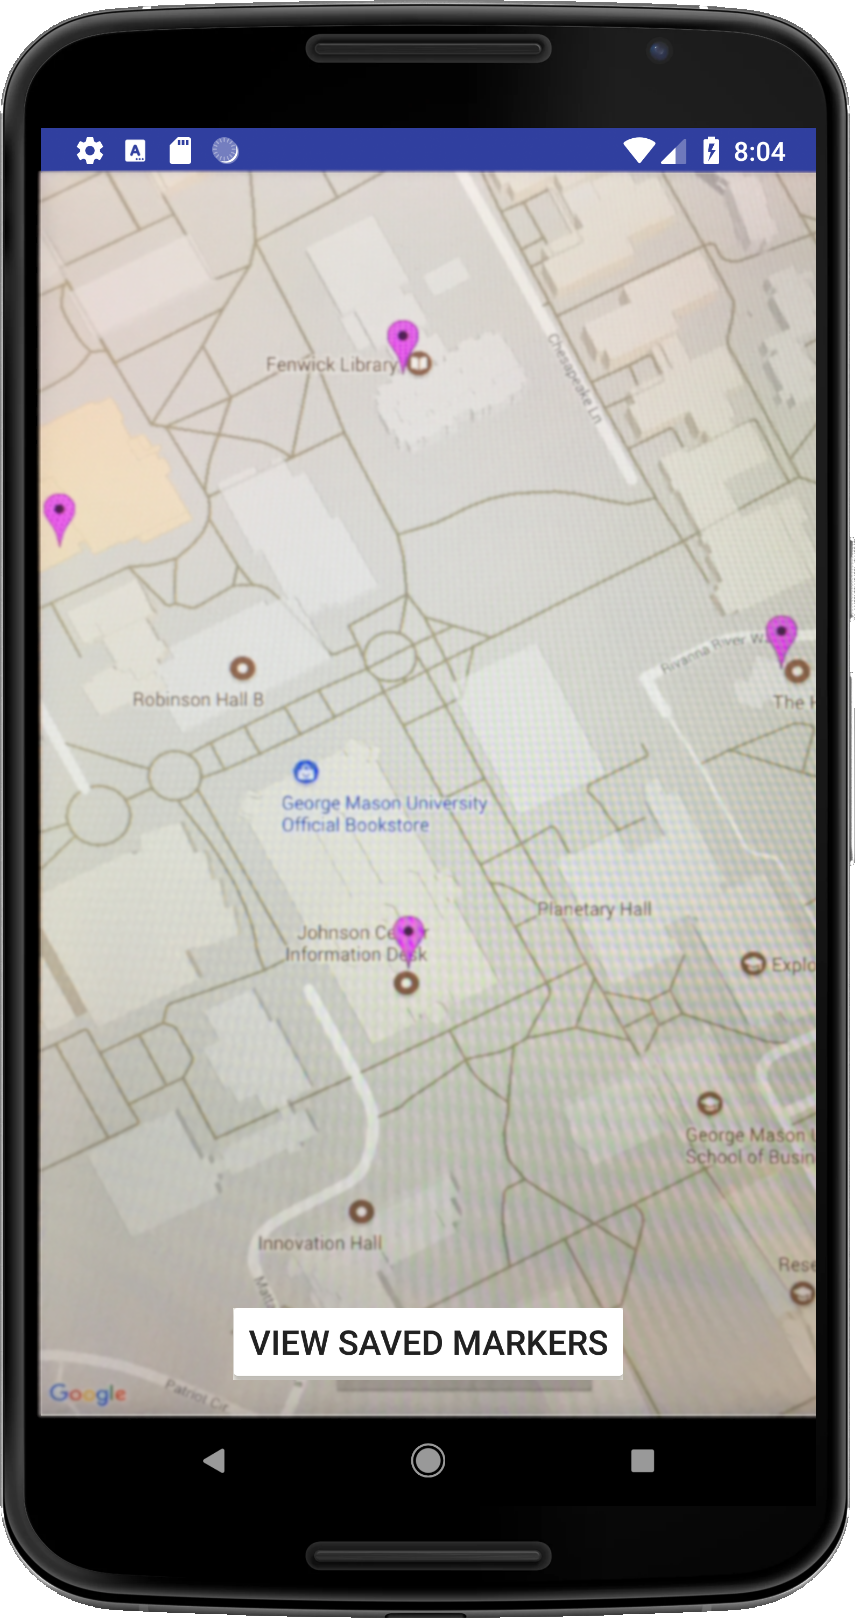 8:04
Fenwick Library
Chesapeake Ln
Rivanna River W
The H
Robinson Hall B
George Mason University
Official Bookstore
Planetary Hall
Johnson Ce r
Information Desk
Explo
George Mason U
School of Busin
Innovation Hall
Rese
VIEW SAVED MARKERS
Google
Patriot Cir